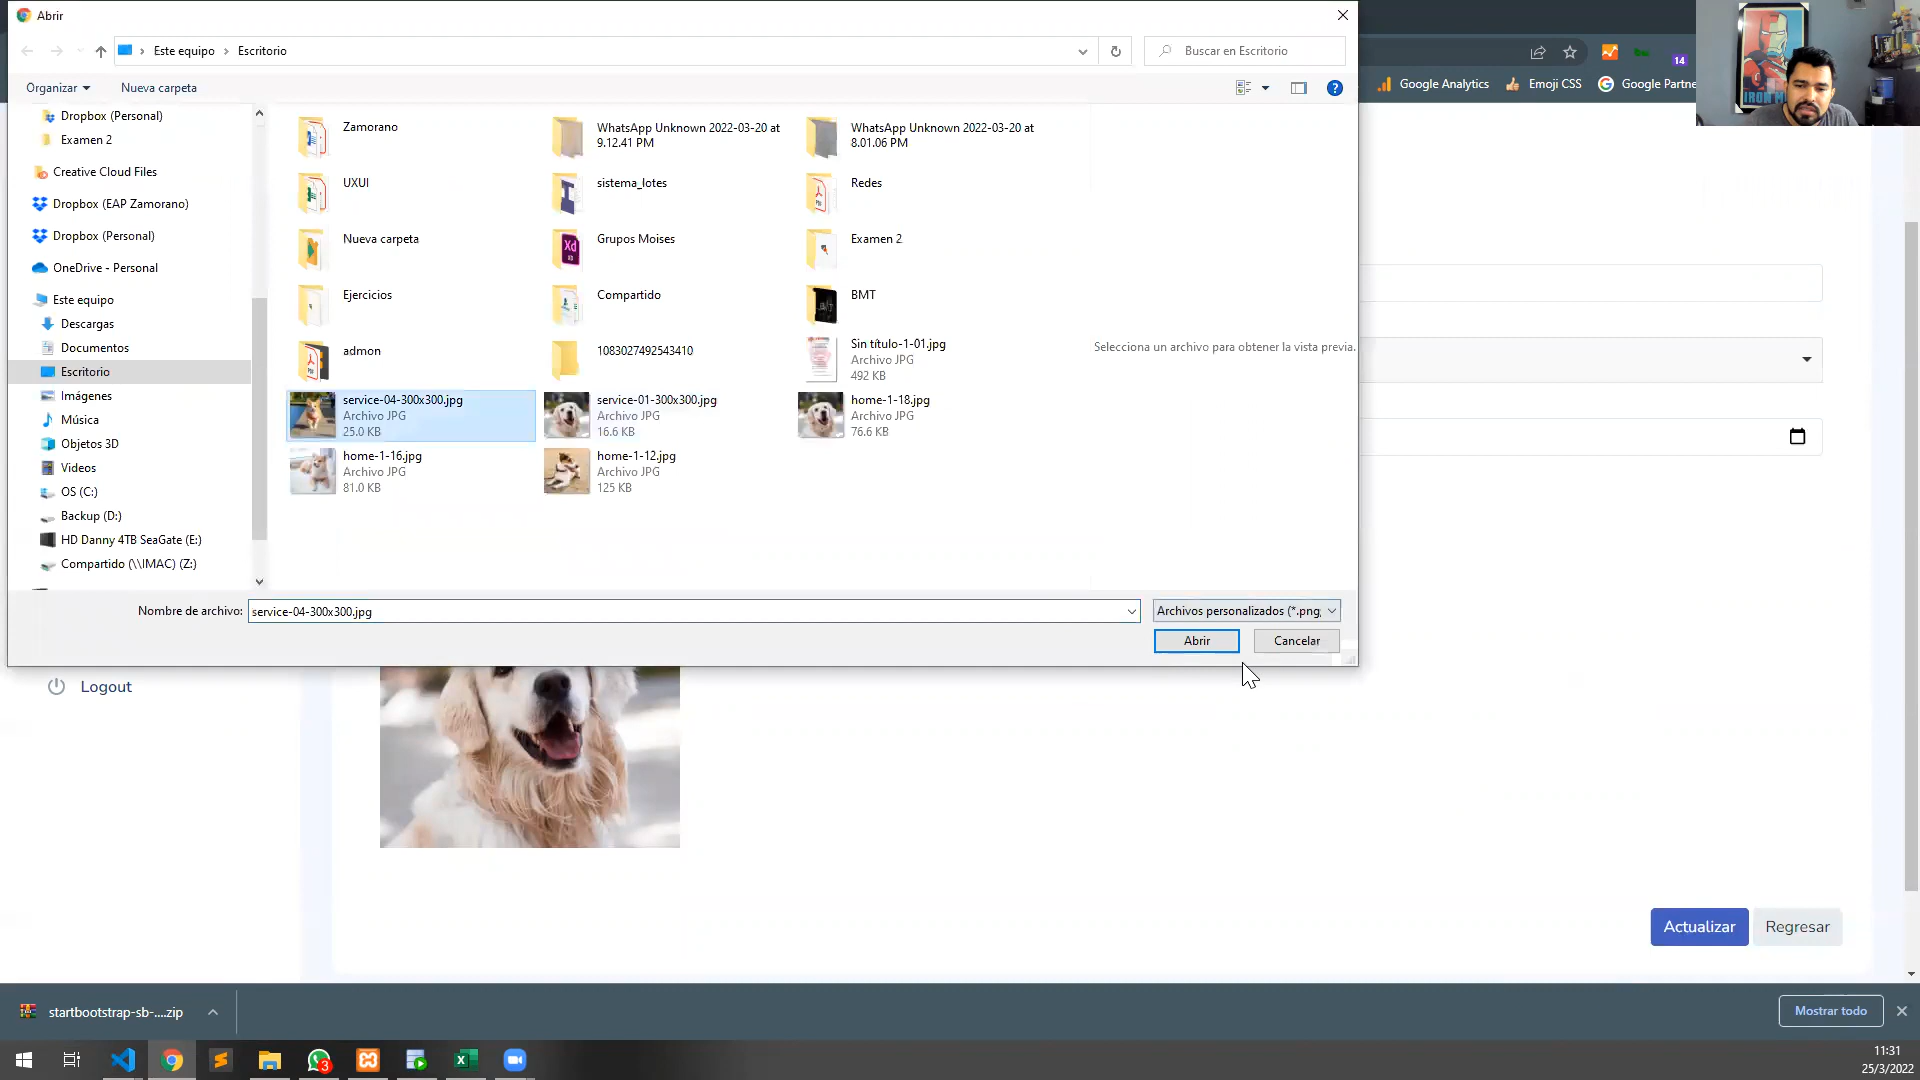 Abrir
Este equipo
Escritorio
Buscar en Escritorio
Organizar
Nueva carpeta
14
Google Analytics
Emoji CSS
Google Partne
Dropbox (Personal)
Examen 2
Creative Cloud Files
Dropbox (EAP Zamorano)
Dropbox (Personal)
OneDrive - Personal
Este equipo
Descargas
Documentos
Escritorio
Imágenes
Música
Objetos 3D
Videos
OS (C:)
Backup (D:)
HD Danny 4TB SeaGate (E:)
Compartido (\\IMAC) (Z:)
Zamorano
WhatsApp Unknown 2022-03-20 at
9.12.41 PM
WhatsApp Unknown 2022-03-20 at
8.01.06 PM
UXUI
sistema_lotes
Redes
Nueva carpeta
Grupos Moises
Examen 2
Ejercicios
Compartido
BMT
admon
1083027492543410
Sin título-1-01.jpg
Archivo JPG
492 KB
service-04-300x300.jpg
Archivo JPG
25.0 KB
service-01-300x300.jpg
Archivo JPG
16.6 KB
home-1-18.jpg
Archivo JPG
76.6 KB
home-1-16.jpg
Archivo JPG
81.0 KB
home-1-12.jpg
Archivo JPG
125 KB
Selecciona un archivo para obtener la vista previa.
Nombre de archivo:
service-04-300x300.jpg
Archivos personalizados (*.png;
Abrir
Cancelar
Logout
Actualizar
Regresar
startbootstrap-sb-....zip
Mostrar todo
3
11:31
25/3/2022